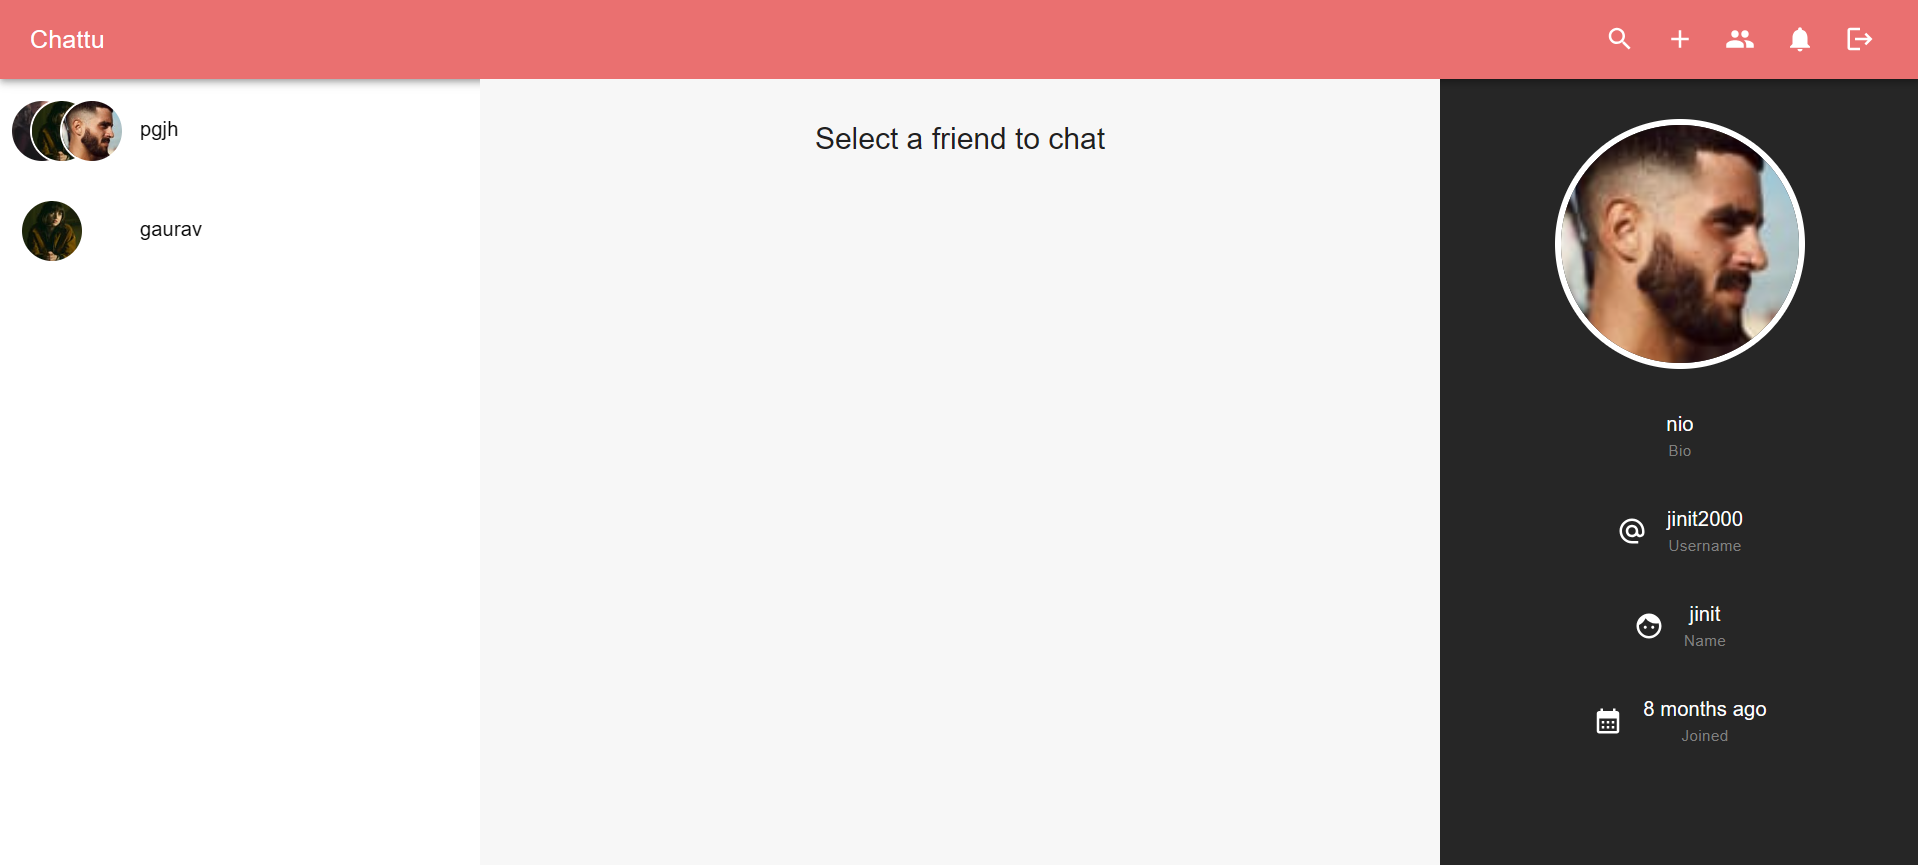 Chattu
pgjh
gaurav
Select a friend to chat
nio
Bio
jinit2000
Username
jinit
Name
8 months ago
Joined